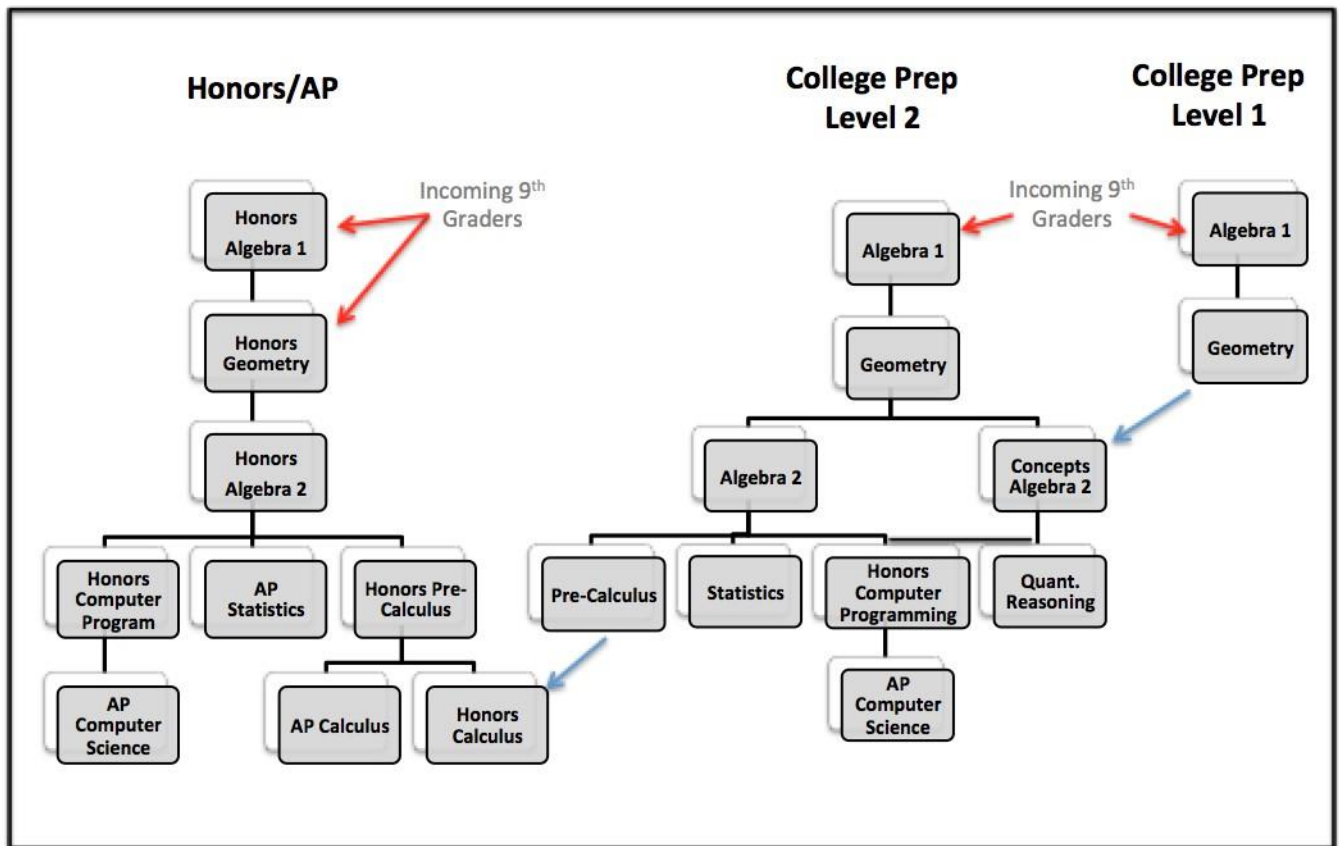 Honors/AP
College Prep
Level 2
College Prep
Level 1
Incoming 9th
Graders
Incoming 9th
Graders
Honors
Algebra 1
Algebra 1
Algebra 1
Honors
Geometry
Geometry
Geometry
Honors
Algebra 2
Algebra 2
Concepts
Algebra 2
Honors
Computer
Program
AP
Statistics
Honors Pre-
Calculus
Pre-Calculus
Statistics
Honors
Computer
Programming
Quant.
Reasoning
AP
Computer
Science
AP Calculus
Honors
Calculus
AP
Computer
Science